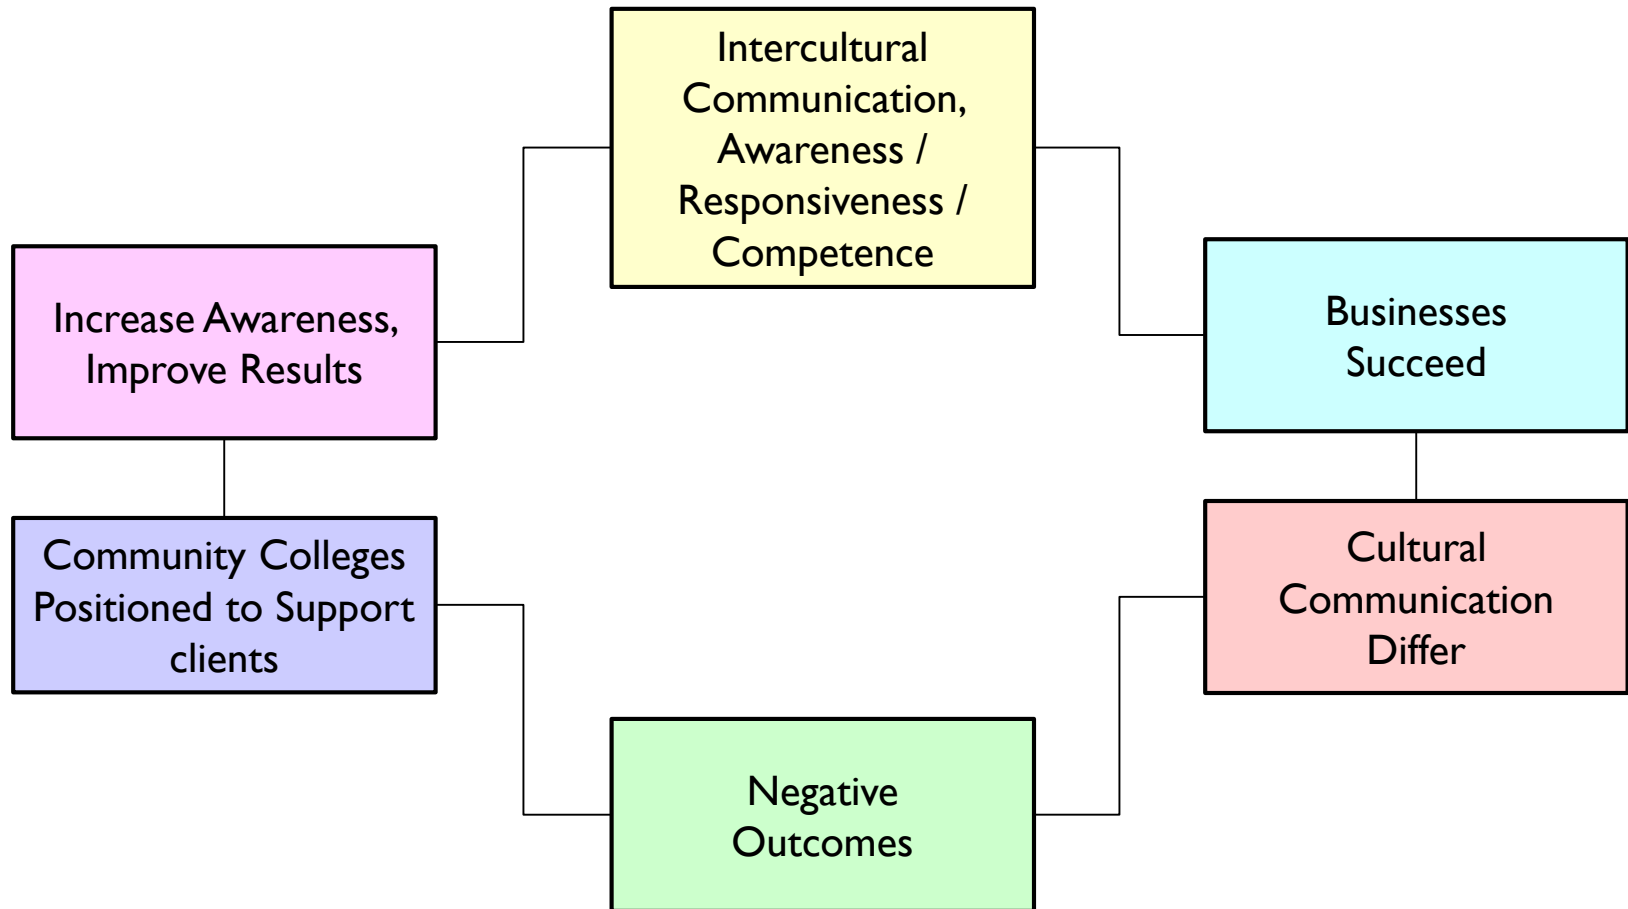 Intercultural
Communication,
Awareness /
Responsiveness /
Competence
Increase Awareness,
Improve Results
Businesses
Succeed
Community Colleges
Positioned to Support
clients
Cultural
Communication
Differ
Negative
Outcomes